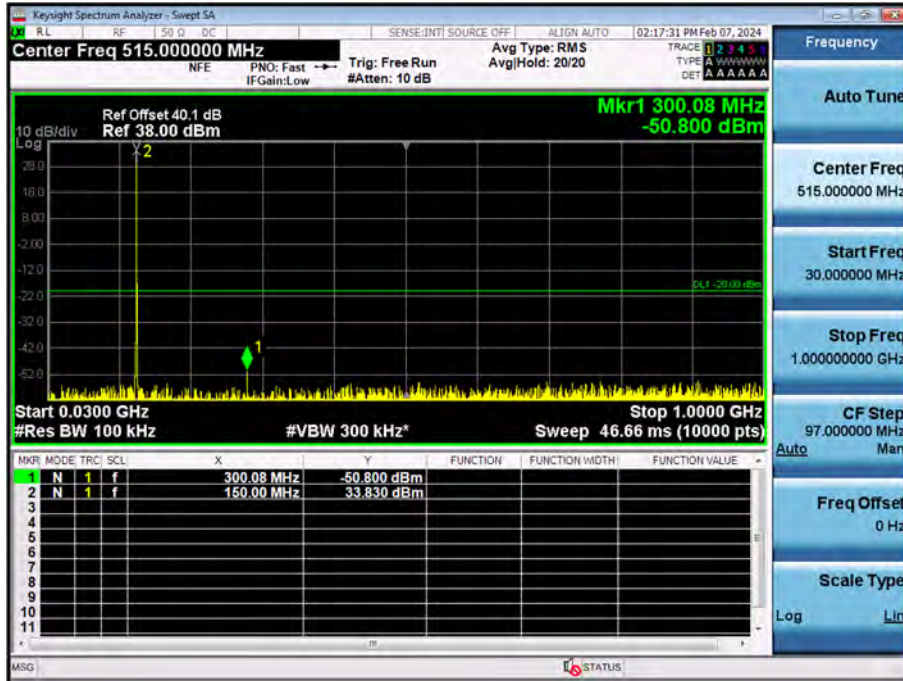 Keysight Spectrum Analyzer - Swept SA
RL RF 50 Ω DC SENSE:INT SOURCE OFF ALIGN AUTO 02:17:31 PM Feb 07, 2024
Center Freq 515.000000 MHz
NFE
PNO: Fast
IFGain:Low
Trig: Free Run
#Atten: 10 dB
Avg Type: RMS
Avg|Hold: 20/20
TRACE 1 2 3 4 5
TYPE A WWWWW
DET A A A A A A
Mkr1 300.08 MHz
-50.800 dBm
Ref Offset 40.1 dB
10 dB/div Ref 38.00 dBm
Log
2
28.0
18.0
8.00
-2.00
-12.0
-22.0
DL1 -20.00 dBm
-32.0
-42.0
1
-52.0
Start 0.0300 GHz Stop 1.0000 GHz
#Res BW 100 kHz #VBW 300 kHz* Sweep 46.66 ms (10000 pts)
MKR MODE TRC SCL X Y FUNCTION FUNCTION WIDTH FUNCTION VALUE
1 N 1 f 300.08 MHz -50.800 dBm
2 N 1 f 150.00 MHz 33.830 dBm
3
4
5
6
7
8
9
10
11
MSG STATUS
Frequency
Auto Tune
Center Freq
515.000000 MHz
Start Freq
30.000000 MHz
Stop Freq
1.000000000 GHz
CF Step
97.000000 MHz
Auto Man
Freq Offset
0 Hz
Scale Type
Log Lin